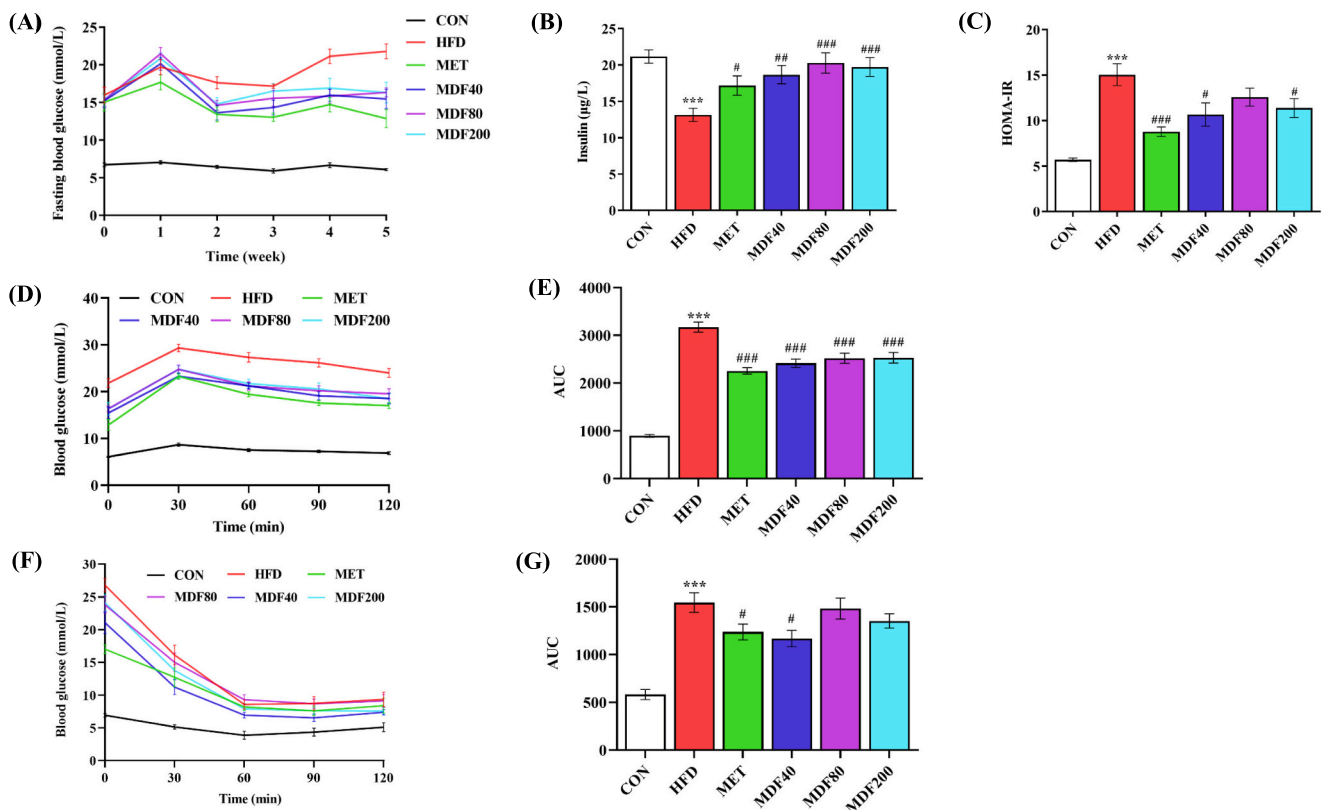 (A)
Fasting blood glucose (mmol/L)
25
20
15
10
5
0
0 1 2 3 4 5
Time (week)
CON
HFD
MET
MDF40
MDF80
MDF200
(B)
Insulin (µg/L)
25
20
15
10
5
0
***
#
##
###
###
CON HFD MET MDF40 MDF80 MDF200
(C)
HOMA-IR
20
15
10
5
0
***
###
#
#
CON HFD MET MDF40 MDF80 MDF200
(D)
CON HFD MET
MDF40 MDF80 MDF200
Blood glucose (mmol/L)
40
30
20
10
0
0 30 60 90 120
Time (min)
(E)
AUC
4000
3000
2000
1000
0
***
###
###
###
###
CON HFD MET MDF40 MDF80 MDF200
(F)
CON HFD MET
MDF80 MDF40 MDF200
Blood glucose (mmol/L)
30
25
20
15
10
5
0
0 30 60 90 120
Time (min)
(G)
AUC
2000
1500
1000
500
0
***
#
#
CON HFD MET MDF40 MDF80 MDF200